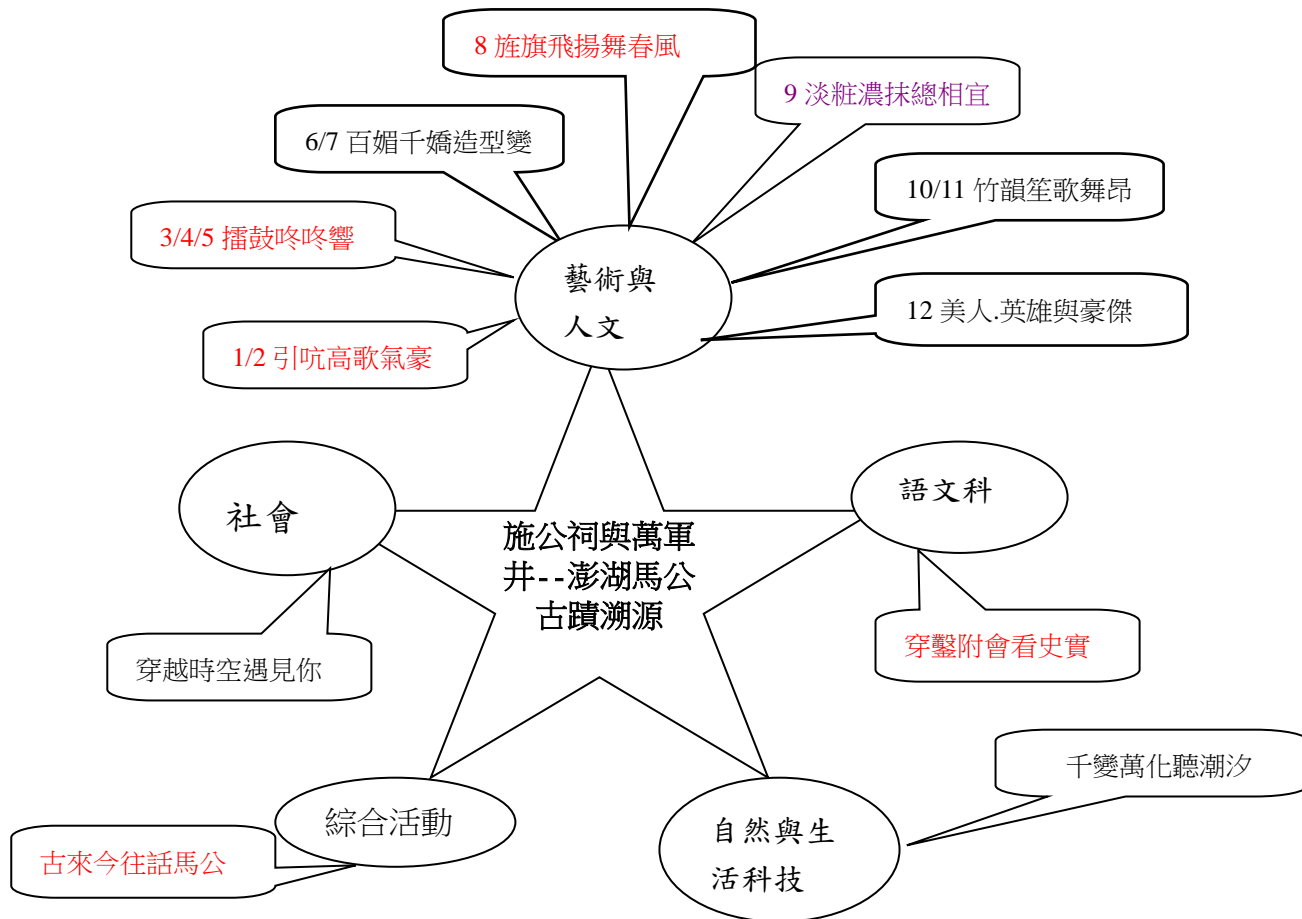 8 旌旗飛揚舞春風
9 淡粧濃抹總相宜
6/7 百媚千嬌造型變
10/11 竹韻笙歌舞昂
3/4/5 擂鼓咚咚響
藝術與
人文
12 美人.英雄與豪傑
1/2 引吭高歌氣豪
社會
語文科
施公祠與萬軍
井--澎湖馬公
古蹟溯源
穿越時空遇見你
穿鑿附會看史實
千變萬化聽潮汐
綜合活動
自然與生
活科技
古來今往話馬公